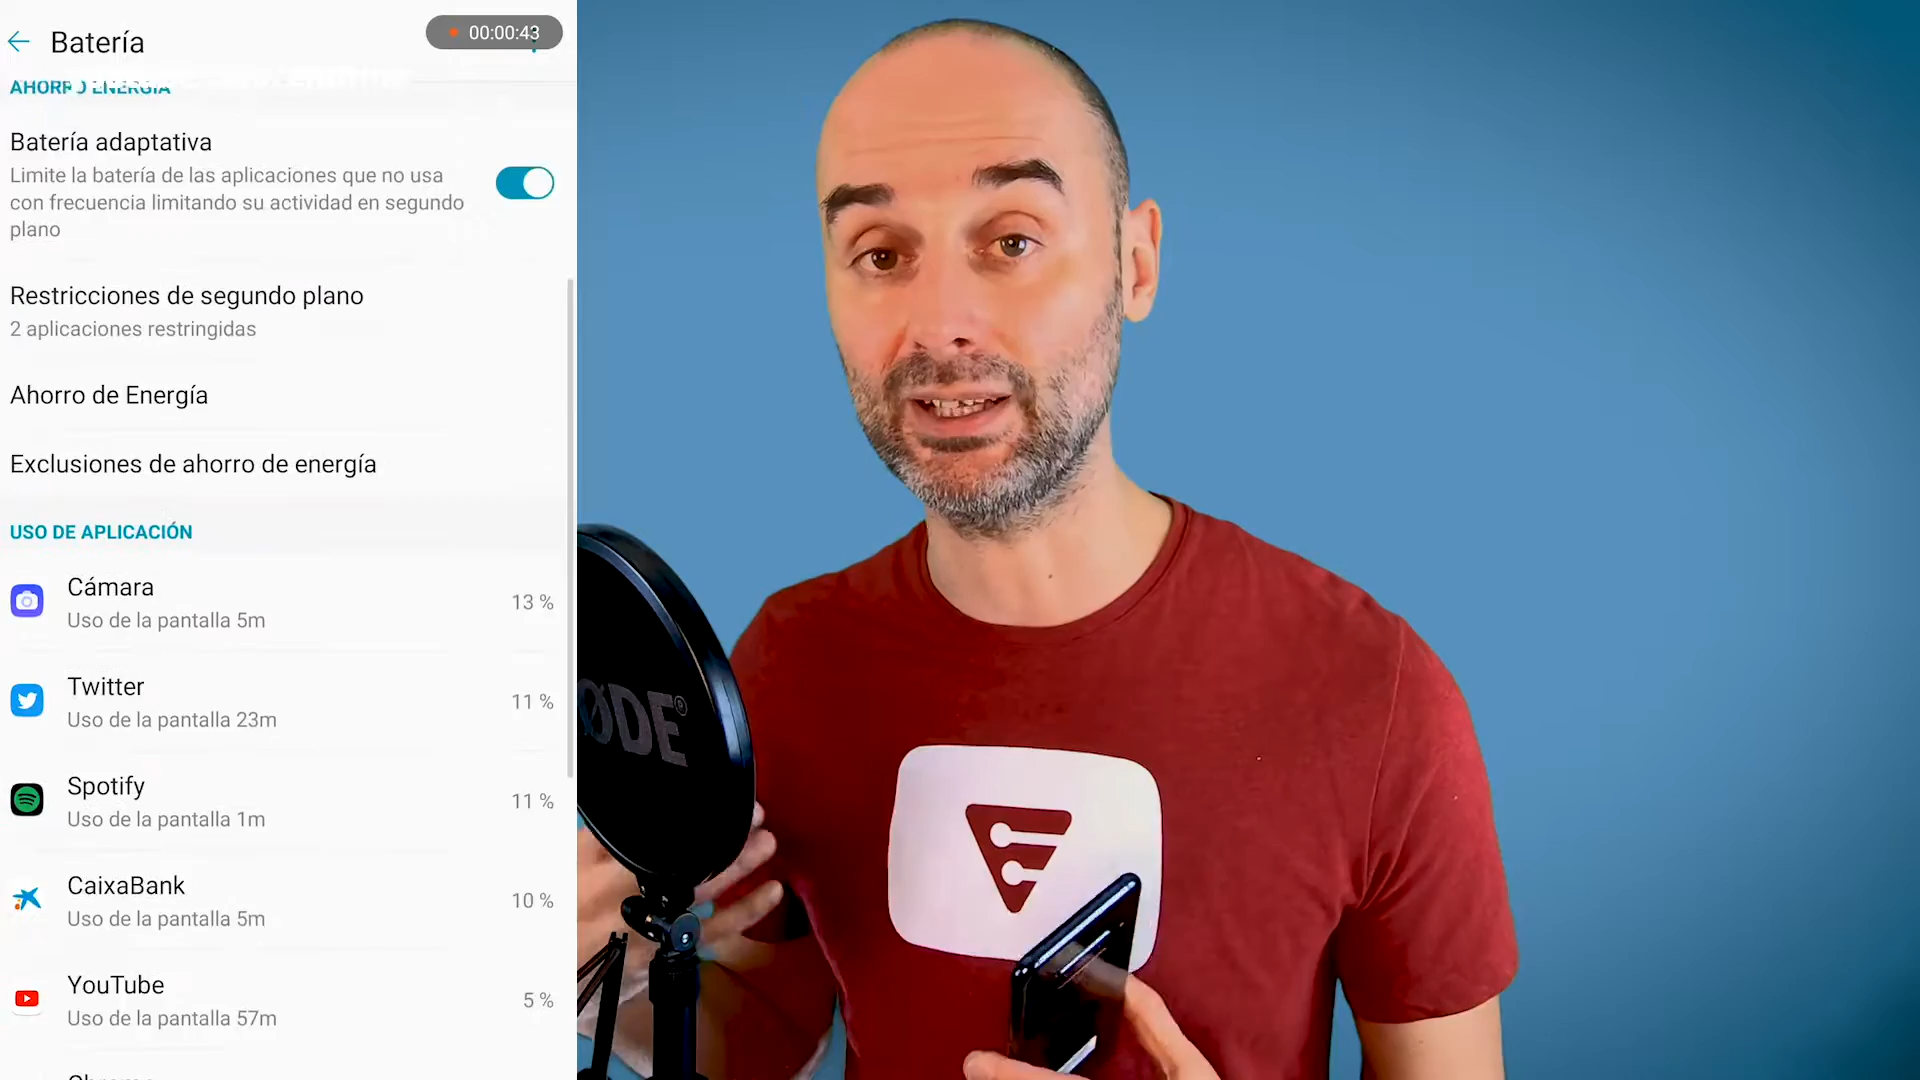 Batería
00:00:43
AHORRO ENERGÍA
Batería adaptativa
Limite la batería de las aplicaciones que no usa
con frecuencia limitando su actividad en segundo
plano
Restricciones de segundo plano
2 aplicaciones restringidas
Ahorro de Energía
Exclusiones de ahorro de energía
USO DE APLICACIÓN
Cámara
Uso de la pantalla 5m
13 %
Twitter
Uso de la pantalla 23m
11 %
Spotify
Uso de la pantalla 1m
11 %
CaixaBank
Uso de la pantalla 5m
10 %
YouTube
Uso de la pantalla 57m
5 %
RØDE®